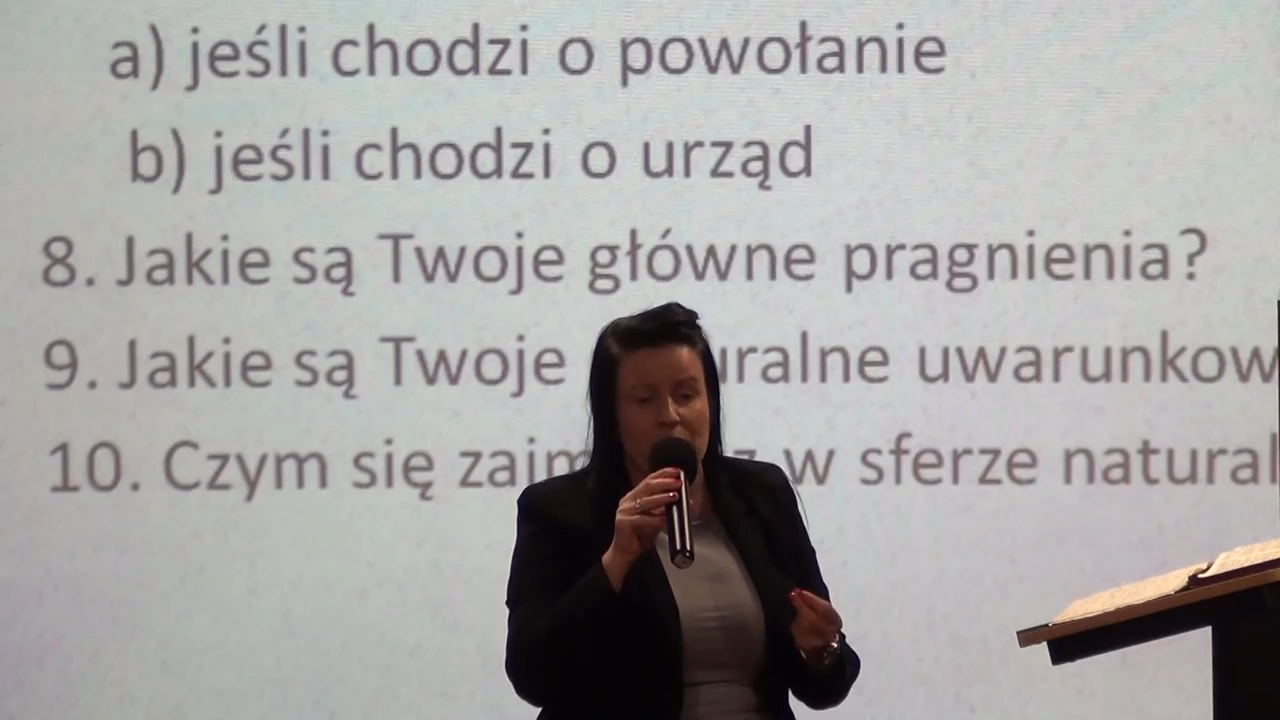 a) jeśli chodzi o powołanie
b) jeśli chodzi o urząd
8. Jakie są Twoje główne pragnienia?
9. Jakie są Twoje
10. Czym się w sferze